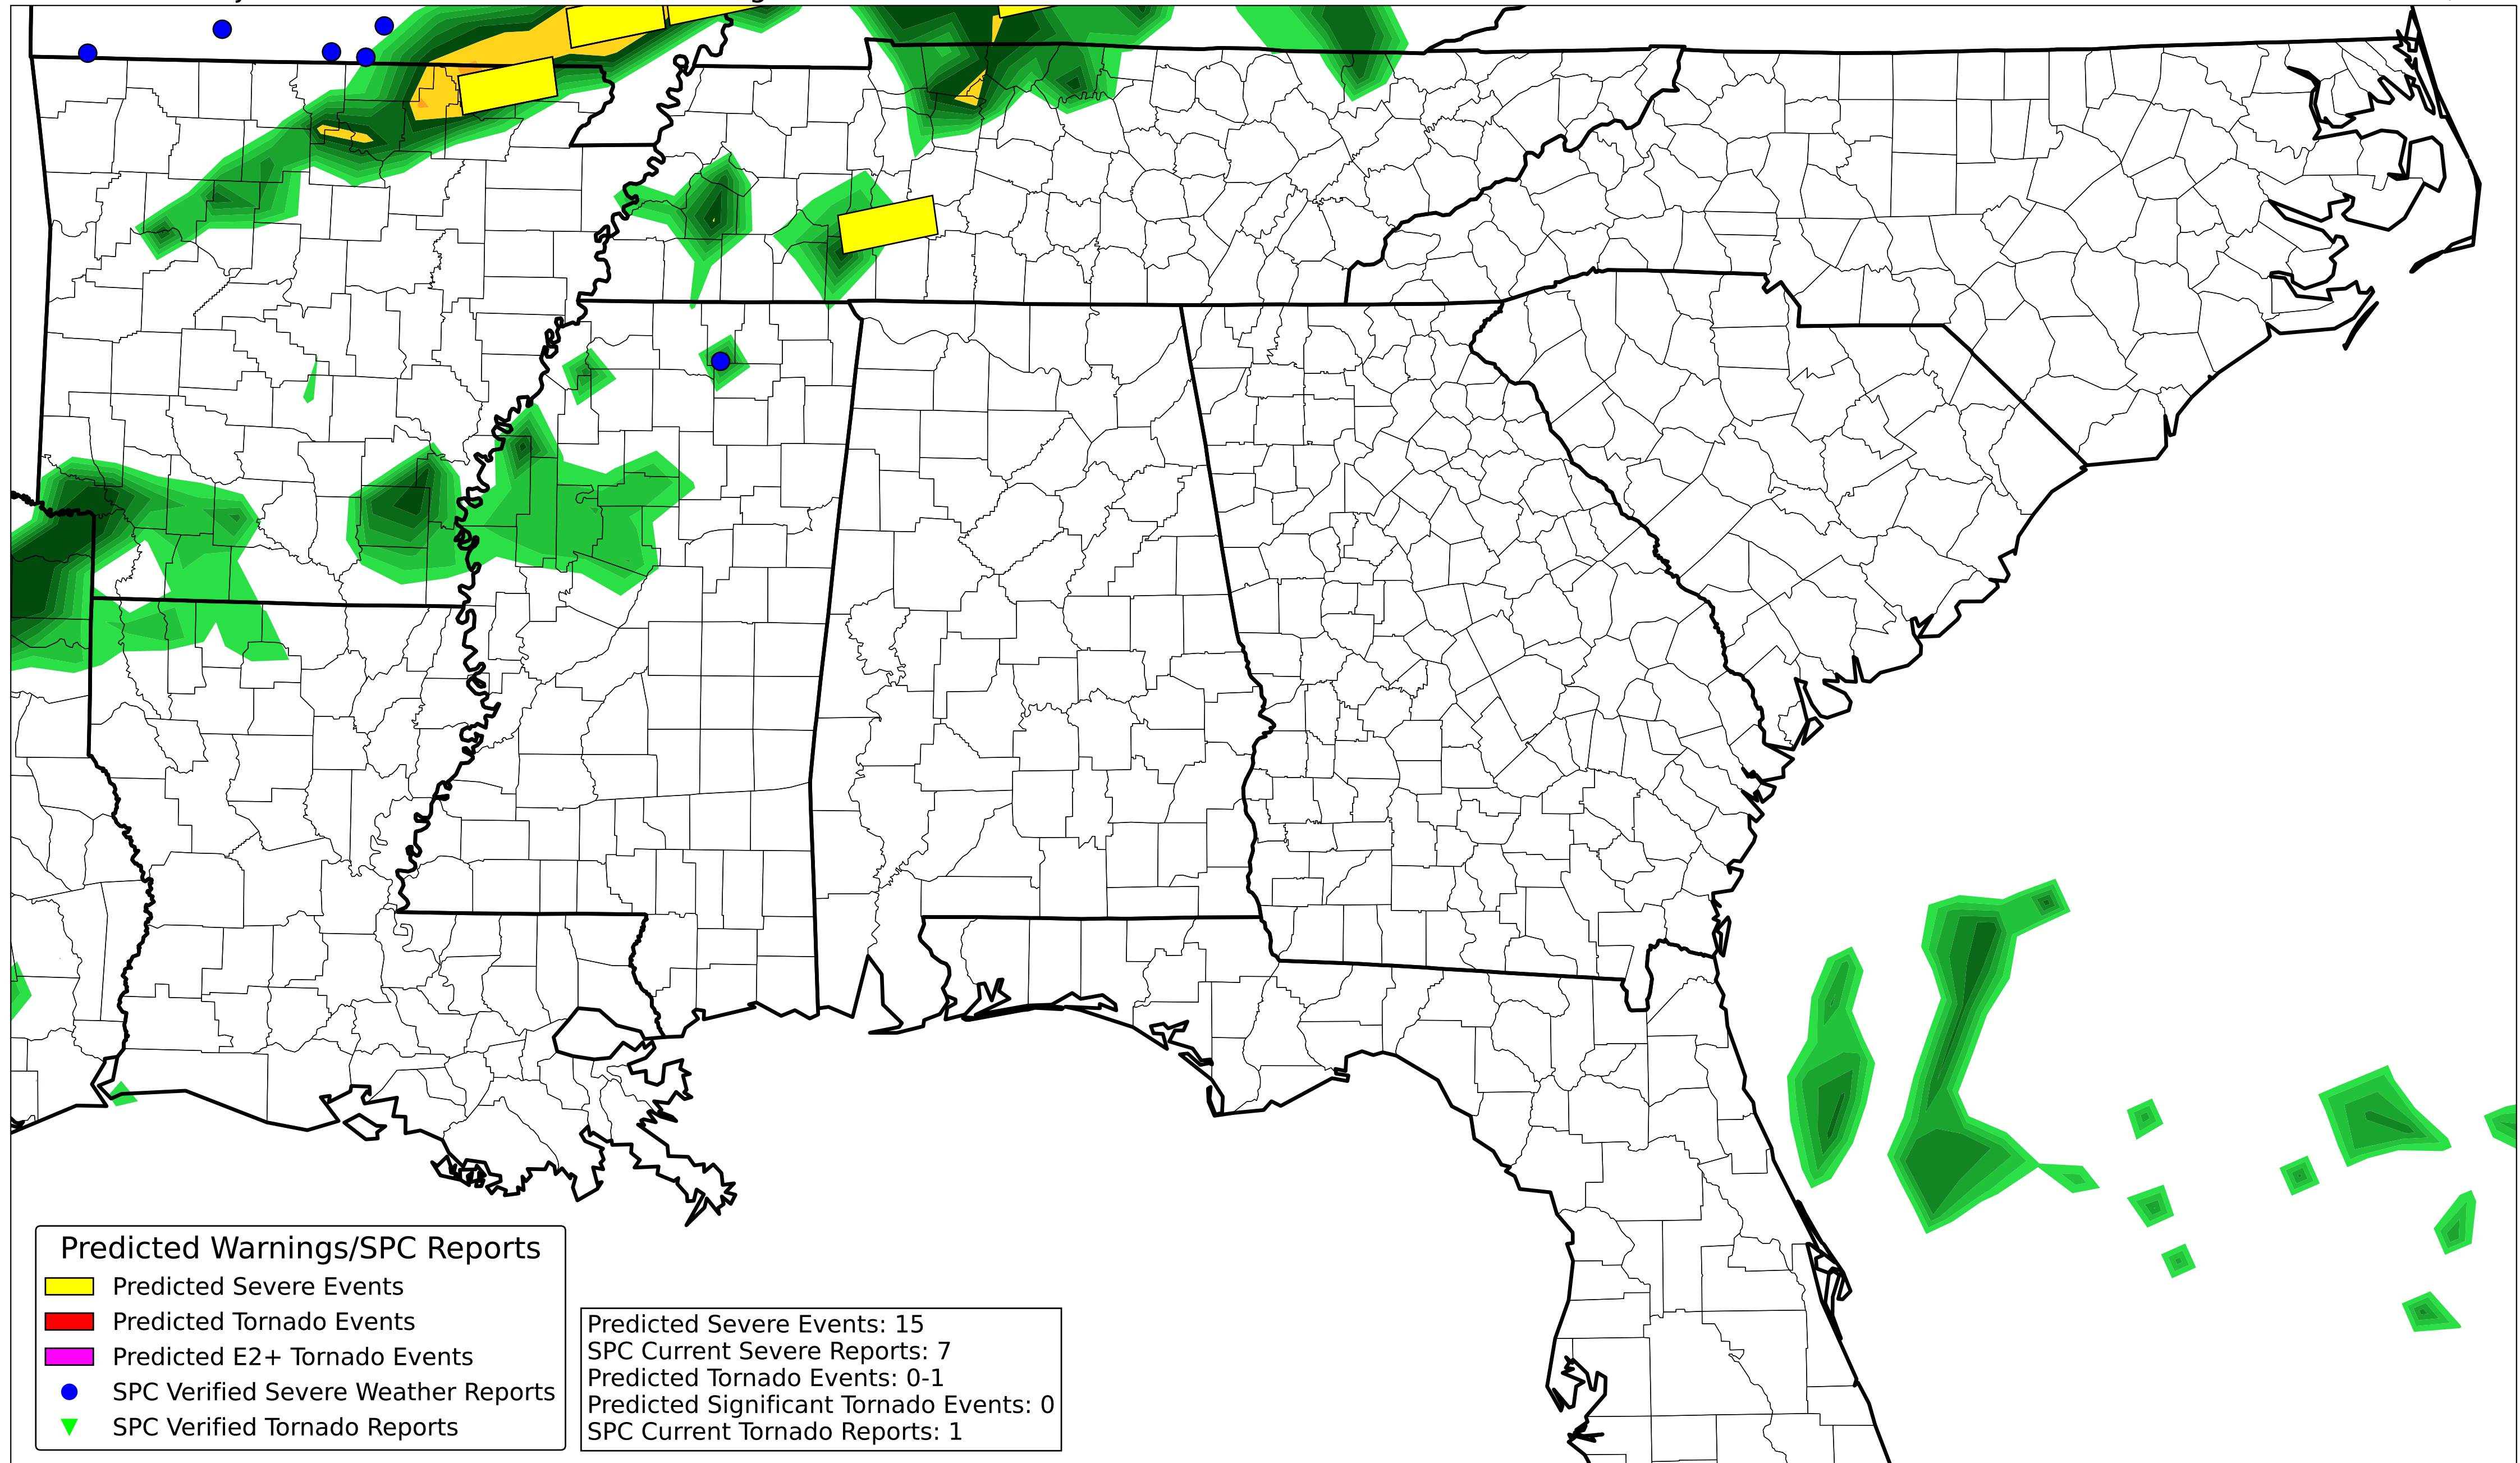 Predicted Warnings/SPC Reports
Predicted Severe Events
Predicted Tornado Events
Predicted E2+ Tornado Events
SPC Verified Severe Weather Reports
SPC Verified Tornado Reports
Predicted Severe Events: 15
SPC Current Severe Reports: 7
Predicted Tornado Events: 0-1
Predicted Significant Tornado Events: 0
SPC Current Tornado Reports: 1